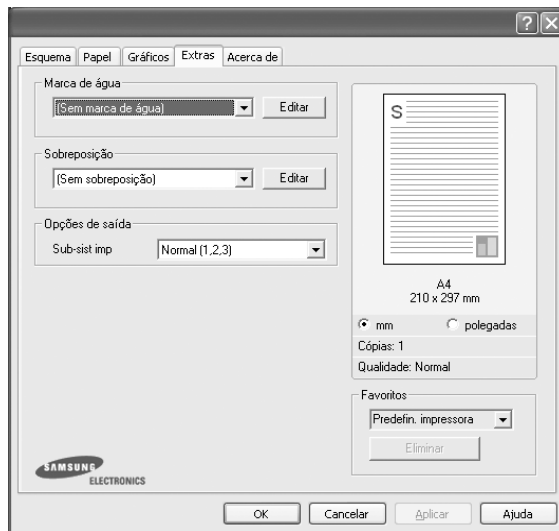 Esquema Papel Gráficos Extras Acerca de
Marca de água
(Sem marca de água)
Editar
Sobreposição
(Sem sobreposição)
Editar
Opções de saída
Sub-sist imp
Normal (1,2,3)
S
A4
210 x 297 mm
mm
polegadas
Cópias: 1
Qualidade: Normal
Favoritos
Predefin. impressora
Eliminar
SAMSUNG
ELECTRONICS
OK Cancelar Aplicar Ajuda